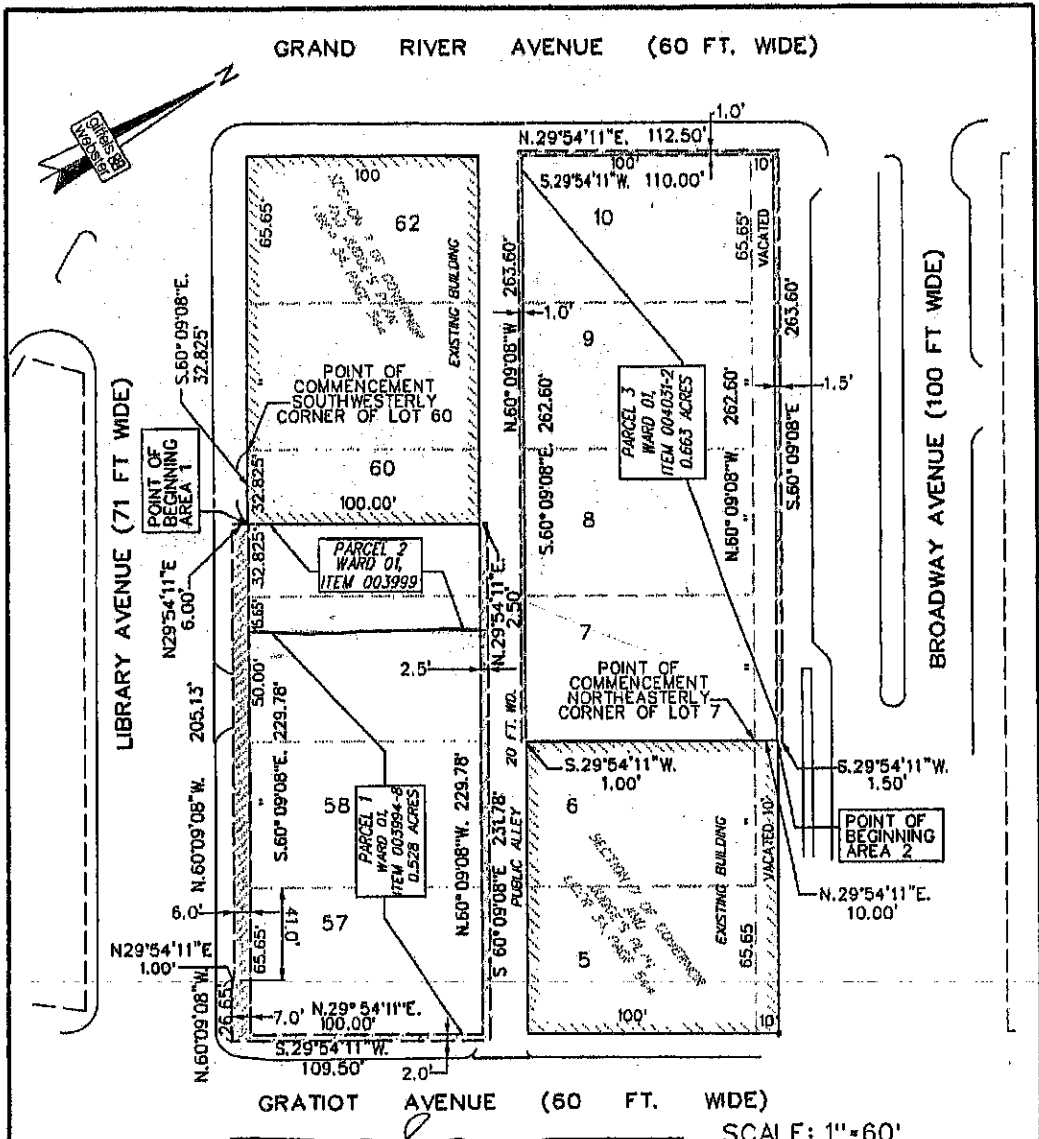 GRAND RIVER AVENUE (60 FT. WIDE)
N
giffels
webster
N.29°54'11"E. 112.50'
1.0'
100'
10
S.29°54'11"W. 110.00'
100
62
65.65'
10
65.65'
VACATED
EXISTING BUILDING
S.60°09'08"E.
32.825'
N.60°09'08"W 263.60'
1.0'
9
263.60'
1.5'
POINT OF
COMMENCEMENT
SOUTHWESTERLY
CORNER OF LOT 60
PARCEL 3
WARD 01,
ITEM 004031-2
0.663 ACRES
S.60°09'08"E. 262.60'
N.60°09'08"W. 262.60'
S.60°09'08"E
LIBRARY AVENUE (71 FT WIDE)
BROADWAY AVENUE (100 FT WIDE)
POINT OF
BEGINNING
AREA 1
60
32.825'
100.00'
8
N29°54'11"E
6.00'
32.825'
PARCEL 2
WARD 01,
ITEM 003999
N.29°54'11"E.
2.50'
7
2.5'
50.00'
POINT OF
COMMENCEMENT
NORTHEASTERLY
CORNER OF LOT 7
N.60°09'08"W. 205.13'
S.60°09'08"E. 229.78'
20 FT. WD.
PUBLIC ALLEY
S.29°54'11"W.
1.00'
S.29°54'11"W.
1.50'
58
PARCEL 1
WARD 01,
ITEM 003994-8
0.528 ACRES
N.60°09'08"W. 229.78'
S 60°09'08"E 231.78'
6
POINT OF
BEGINNING
AREA 2
EXISTING BUILDING
VACATED 10'
N.29°54'11"E.
10.00'
6.0'
41.0'
65.65'
57
SECTION 7 OF GOVERNOR
AND
65.65
5
N29°54'11"E
1.00'
N.60°09'08"W.
26.65'
7.0'
N.29°54'11"E.
100.00'
100'
10'
S.29°54'11"W.
109.50'
2.0'
GRATIOT AVENUE (60 FT. WIDE)
SCALE: 1"=60'